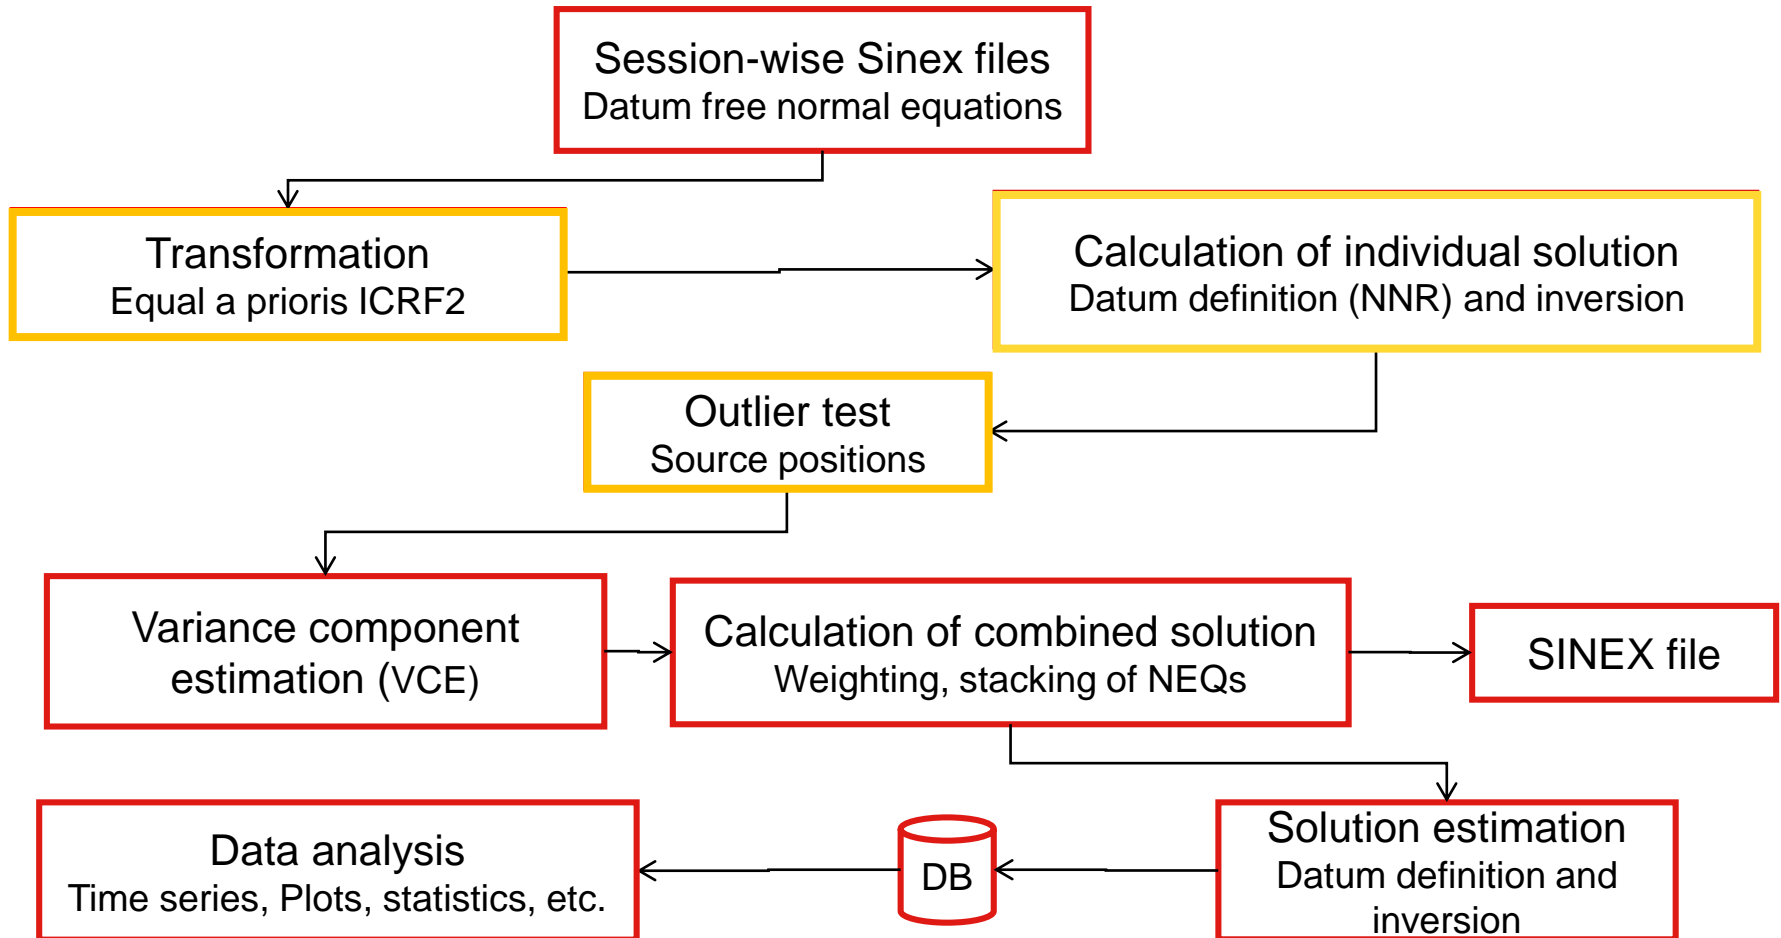 Session-wise Sinex files
Datum free normal equations
Transformation
Equal a prioris ICRF2
Calculation of individual solution
Datum definition (NNR) and inversion
Outlier test
Source positions
Variance component
estimation (VCE)
Calculation of combined solution
Weighting, stacking of NEQs
SINEX file
Solution estimation
Datum definition and
inversion
DB
Data analysis
Time series, Plots, statistics, etc.